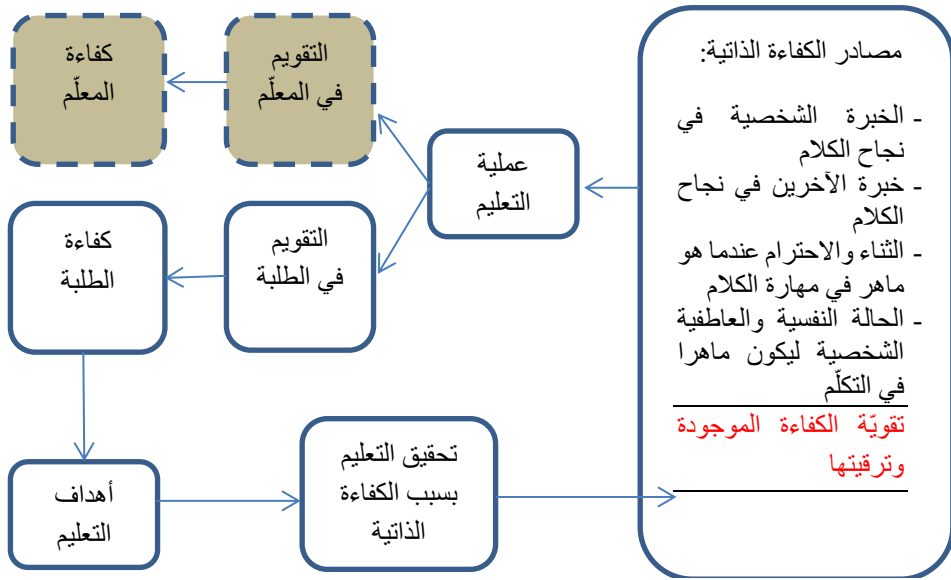 مصادر الكفاءة الذاتية:
- الخبرة الشخصية في
نجاح الكلام
- خبرة الآخرين في نجاح
الكلام
- الثناء والاحترام عندما هو
ماهر في مهارة الكلام
- الحالة النفسية والعاطفية
الشخصية ليكون ماهرا
في التكلّم
تقويّة الكفاءة الموجودة
وترقيتها
عملية
التعليم
التقويم
في المعلّم
كفاءة
المعلّم
التقويم
في الطلبة
كفاءة
الطلبة
أهداف
التعليم
تحقيق التعليم
بسبب الكفاءة
الذاتية